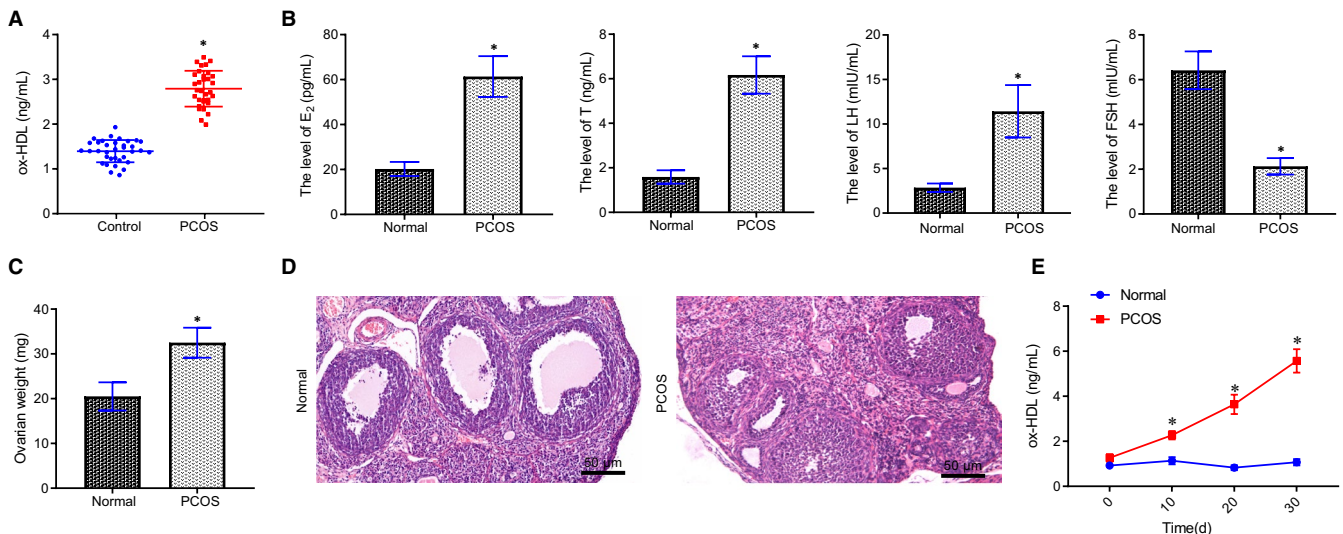 A
ox-HDL (ng/mL)
4
3
2
1
0
*
Control
PCOS
B
The level of E2 (pg/mL)
80
60
40
20
0
*
Normal
PCOS
The level of T (ng/mL)
8
6
4
2
0
*
Normal
PCOS
The level of LH (mIU/mL)
20
15
10
5
0
*
Normal
PCOS
The level of FSH (mIU/mL)
8
6
4
2
0
*
Normal
PCOS
C
Ovarian weight (mg)
40
30
20
10
0
*
Normal
PCOS
D
Normal
50 μm
PCOS
50 μm
E
Normal
PCOS
ox-HDL (ng/mL)
8
6
4
2
0
*
*
*
0
10
20
30
Time(d)